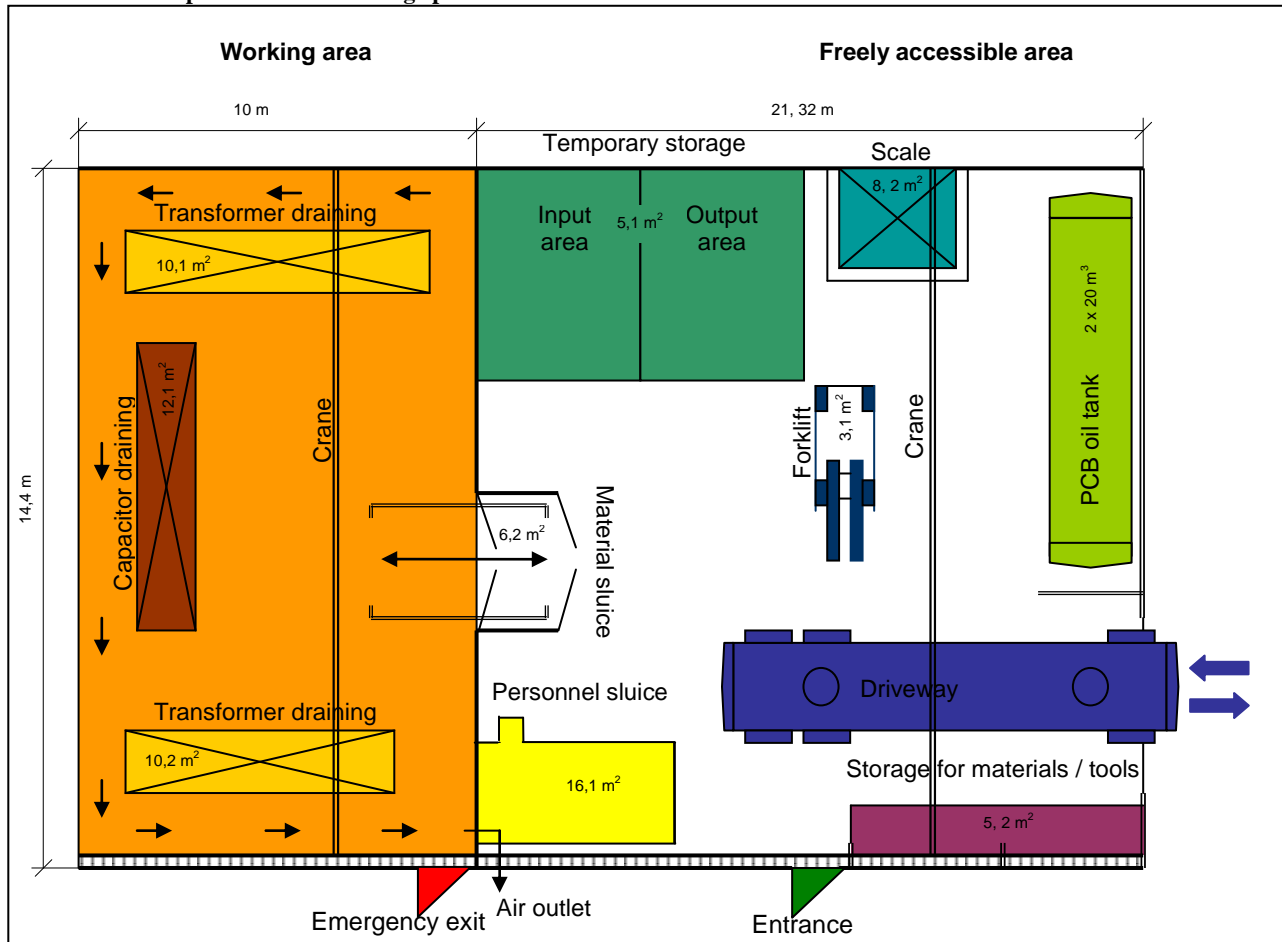 Working area
Freely accessible area
10 m
21, 32 m
Temporary storage
Scale
8, 2 m²
Transformer draining
10,1 m²
Input
area
5,1 m²
Output
area
2 x 20 m³
PCB oil tank
12,1 m²
Capacitor draining
Crane
Forklift
3,1 m²
Crane
14,4 m
6,2 m²
Material sluice
Personnel sluice
Driveway
Transformer draining
10,2 m²
16,1 m²
Storage for materials / tools
5, 2 m²
Emergency exit
Air outlet
Entrance